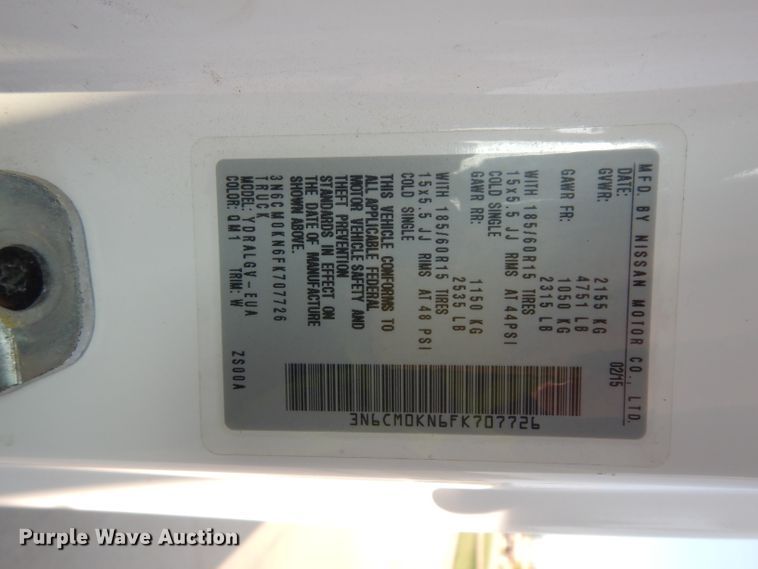 MFD. BY NISSAN MOTOR CO., LTD.
DATE: 02/15
GVWR: 2155 KG
4751 LB
GAWR FR: 1050 KG
2315 LB
WITH 185/60R15 TIRES
15x5.5 JJ RIMS AT 44PSI
COLD SINGLE
GAWR RR: 1150 KG
2535 LB
WITH 185/60R15 TIRES
15x5.5 JJ RIMS AT 48 PSI
COLD SINGLE
THIS VEHICLE CONFORMS TO
ALL APPLICABLE FEDERAL
MOTOR VEHICLE SAFETY AND
THEFT PREVENTION
STANDARDS IN EFFECT ON
THE DATE OF MANUFACTURE
SHOWN ABOVE.
3N6CM0KN6FK707726
TRUCK
MODEL: YDRALGV-EUA
COLOR: QM1 TRIM: W ZS00A
3N6CM0KN6FK707726
Purple Wave Auction